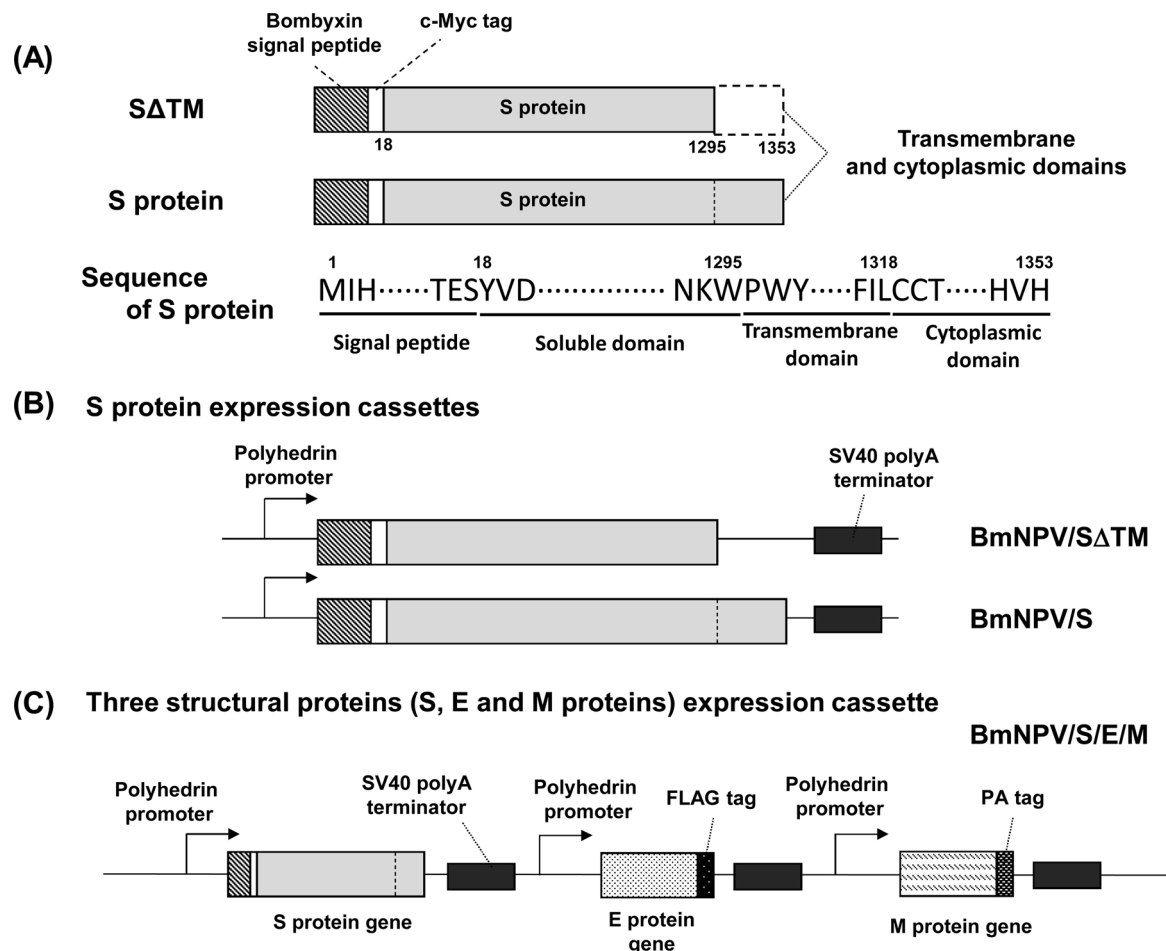 (A)
Bombyxin
signal peptide
c-Myc tag
SΔTM
S protein
18
1295
1353
Transmembrane
and cytoplasmic domains
S protein
S protein
Sequence
of S protein
1
18
1295
1318
1353
MIH······TESYVD·············· NKWPWY·····FILCCT·····HVH
Signal peptide
Soluble domain
Transmembrane
domain
Cytoplasmic
domain
(B)
S protein expression cassettes
Polyhedrin
promoter
SV40 polyA
terminator
BmNPV/SΔTM
BmNPV/S
(C)
Three structural proteins (S, E and M proteins) expression cassette
BmNPV/S/E/M
Polyhedrin
promoter
SV40 polyA
terminator
Polyhedrin
promoter
FLAG tag
Polyhedrin
promoter
PA tag
S protein gene
E protein
gene
M protein gene